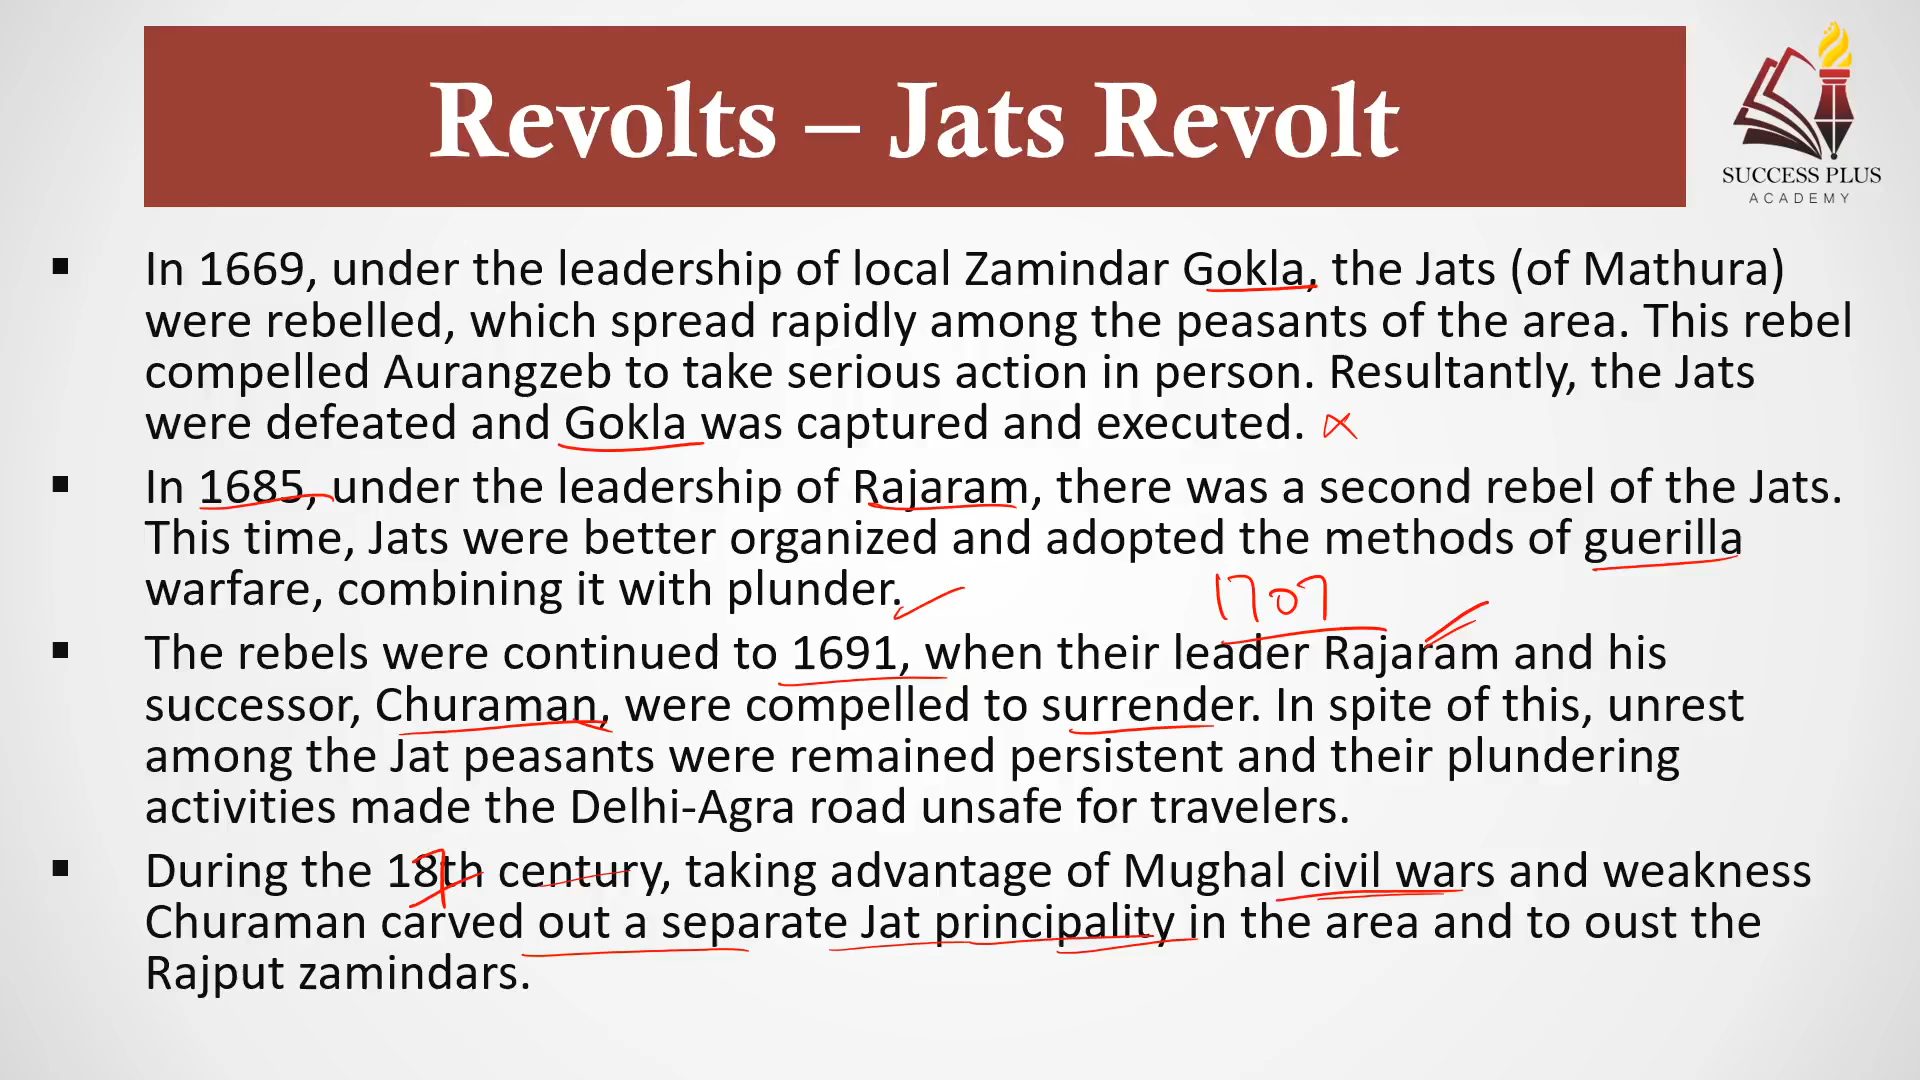 Revolts – Jats Revolt
SUCCESS PLUS
ACADEMY
▪ In 1669, under the leadership of local Zamindar Gokla, the Jats (of Mathura)
were rebelled, which spread rapidly among the peasants of the area. This rebel
compelled Aurangzeb to take serious action in person. Resultantly, the Jats
were defeated and Gokla was captured and executed.
▪ In 1685, under the leadership of Rajaram, there was a second rebel of the Jats.
This time, Jats were better organized and adopted the methods of guerilla
warfare, combining it with plunder.
1707
▪ The rebels were continued to 1691, when their leader Rajaram and his
successor, Churaman, were compelled to surrender. In spite of this, unrest
among the Jat peasants were remained persistent and their plundering
activities made the Delhi-Agra road unsafe for travelers.
▪ During the 18th century, taking advantage of Mughal civil wars and weakness
Churaman carved out a separate Jat principality in the area and to oust the
Rajput zamindars.